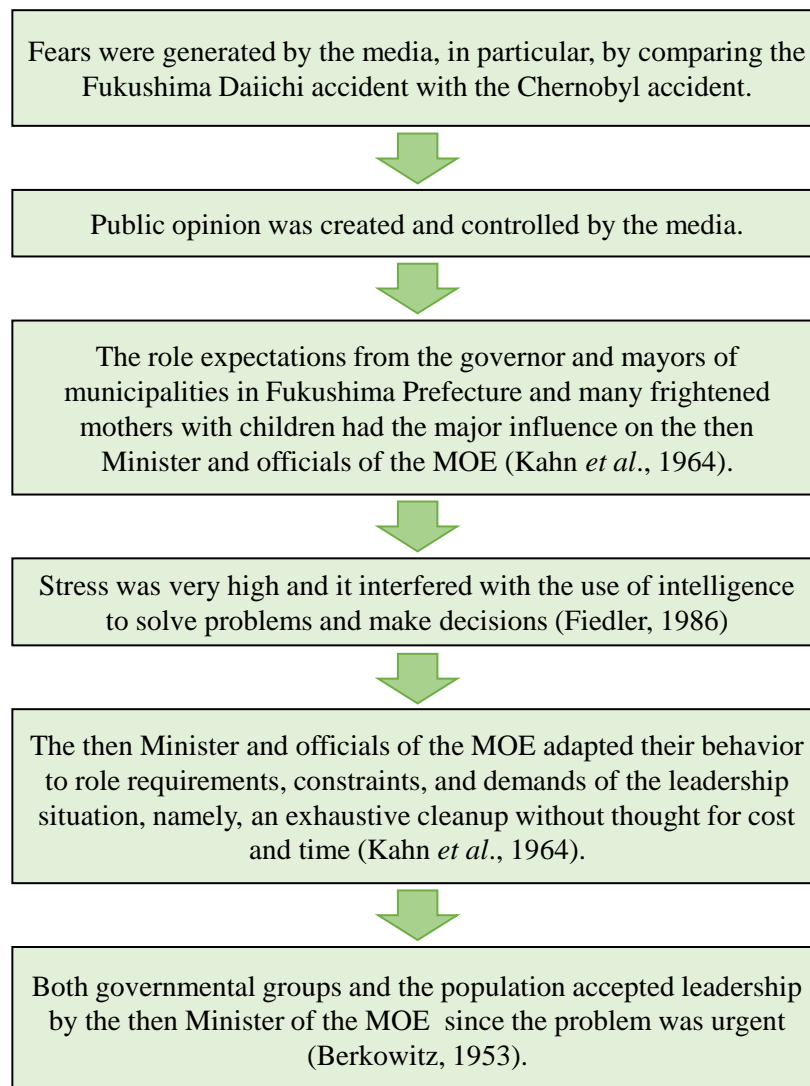 Fears were generated by the media, in particular, by comparing the
Fukushima Daiichi accident with the Chernobyl accident.
Public opinion was created and controlled by the media.
The role expectations from the governor and mayors of
municipalities in Fukushima Prefecture and many frightened
mothers with children had the major influence on the then
Minister and officials of the MOE (Kahn et al., 1964).
Stress was very high and it interfered with the use of intelligence
to solve problems and make decisions (Fiedler, 1986)
The then Minister and officials of the MOE adapted their behavior
to role requirements, constraints, and demands of the leadership
situation, namely, an exhaustive cleanup without thought for cost
and time (Kahn et al., 1964).
Both governmental groups and the population accepted leadership
by the then Minister of the MOE since the problem was urgent
(Berkowitz, 1953).